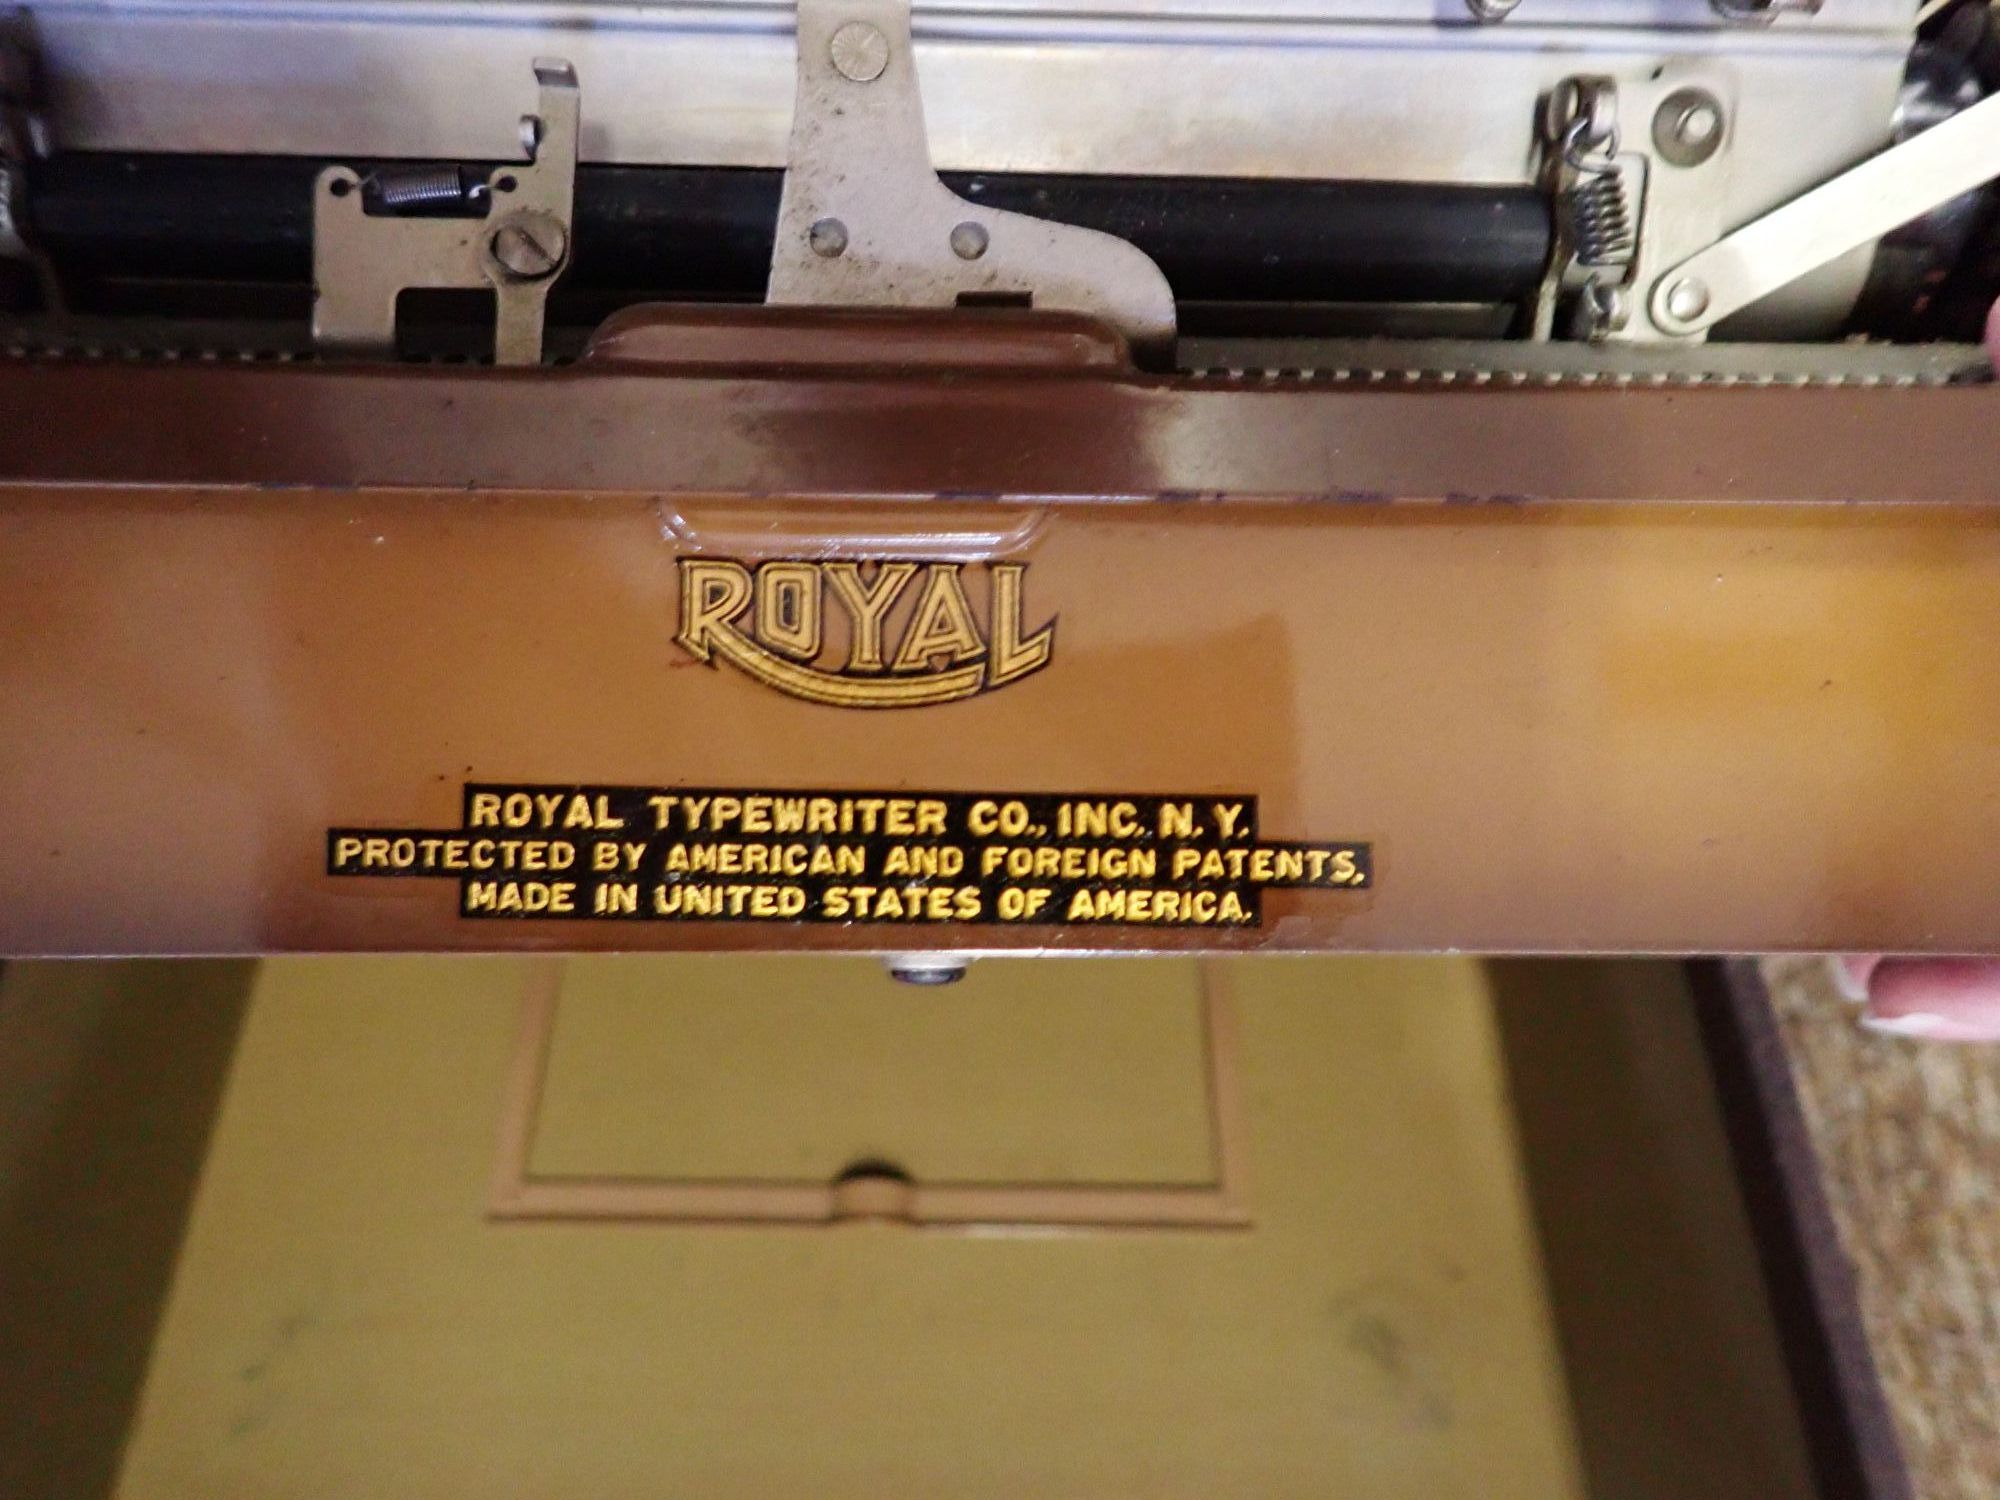 ROYAL
ROYAL TYPEWRITER CO., INC. N. Y.
PROTECTED BY AMERICAN AND FOREIGN PATENTS.
MADE IN UNITED STATES OF AMERICA.